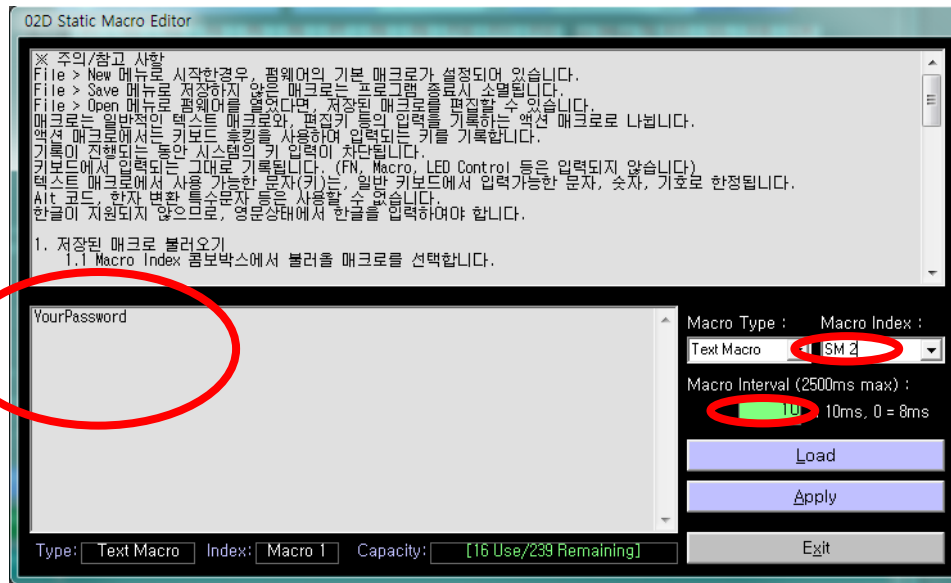 02D Static Macro Editor
※ 주의/참고 사항
File > New 메뉴로 시작한경우, 펌웨어의 기본 매크로가 설정되어 있습니다.
File > Save 메뉴로 저장하지 않은 매크로는 프로그램 종료시 소멸됩니다.
File > Open 메뉴로 펌웨어를 열었다면, 저장된 매크로를 편집할 수 있습니다.
매크로는 일반적인 텍스트 매크로와, 편집키 등의 입력을 기록하는 액션 매크로로 나뉩니다.
액션 매크로에서는 키보드 후킹을 사용하여 입력되는 키를 기록합니다.
기록이 진행되는 동안 시스템의 키 입력이 차단됩니다.
키보드에서 입력되는 그대로 기록됩니다. (FN, Macro, LED Control 등은 입력되지 않습니다)
텍스트 매크로에서 사용 가능한 문자(키)는, 일반 키보드에서 입력가능한 문자, 숫자, 기호로 한정됩니다.
Alt 코드, 한자 변환 특수문자 등은 사용할 수 없습니다.
한글이 지원되지 않으므로, 영문상태에서 한글을 입력하여야 합니다.
1. 저장된 매크로 불러오기
1.1 Macro Index 콤보박스에서 불러올 매크로를 선택합니다.
YourPassword
Macro Type : Macro Index :
Text Macro SM 2
Macro Interval (2500ms max) :
10 10ms, 0 = 8ms
Load
Apply
Exit
Type: Text Macro Index: Macro 1 Capacity: [16 Use/239 Remaining]